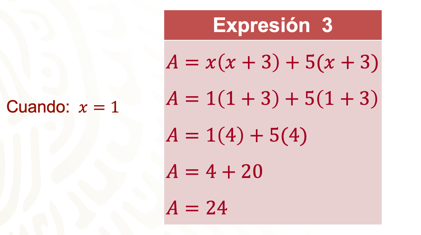 Expresión 3
A = x(x + 3) + 5(x + 3)
A = 1(1 + 3) + 5(1 + 3)
Cuando: x = 1
A = 1(4) + 5(4)
A = 4 + 20
A = 24